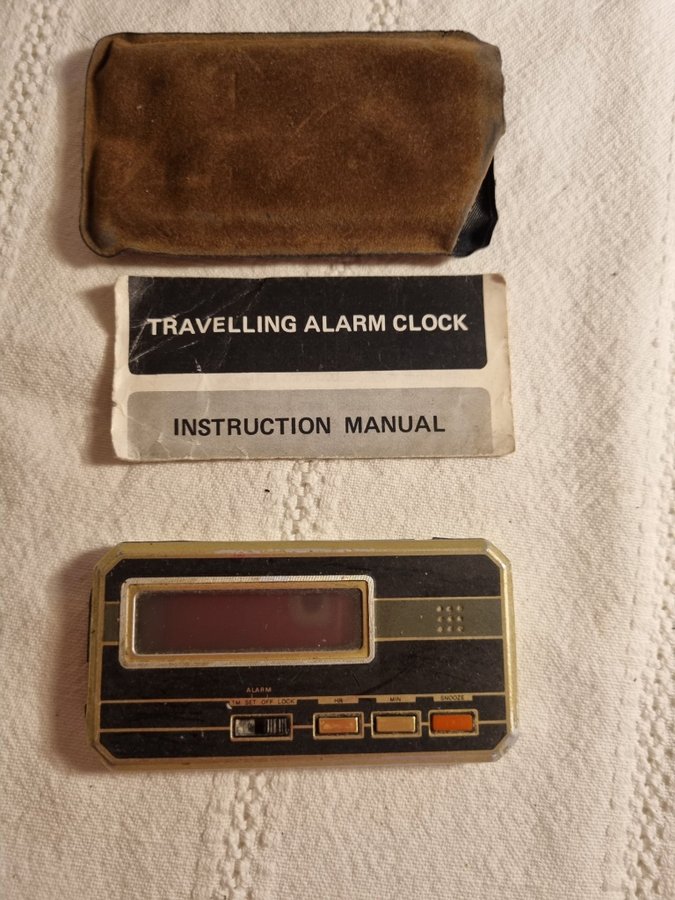 TRAVELLING ALARM CLOCK
INSTRUCTION MANUAL
ALARM
TM SET OFF LOCK
HR MIN SNOOZE